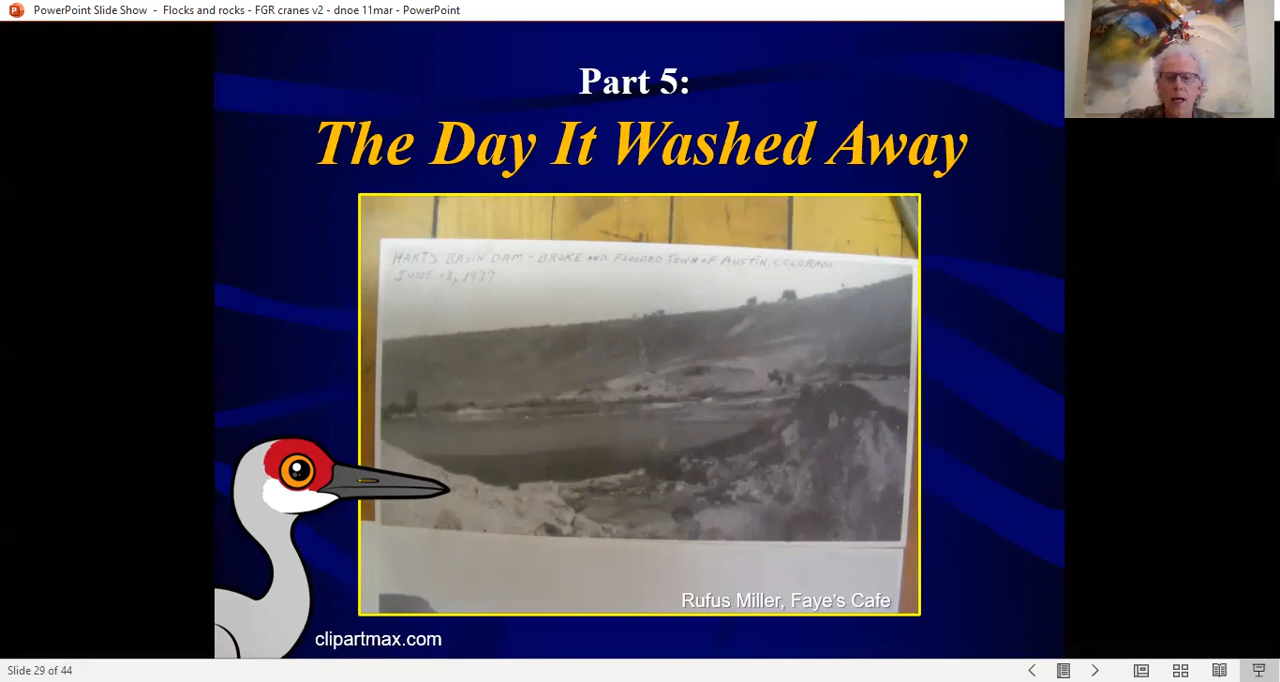 PowerPoint Slide Show - Flocks and rocks - FGR cranes v2 - dnoe 11mar - PowerPoint
Part 5:
The Day It Washed Away
HART'S BASIN DAM - BROKE AND FLOODED TOWN OF AUSTIN, COLORADO
JUNE 13, 1937
Rufus Miller, Faye's Cafe
clipartmax.com
Slide 29 of 44